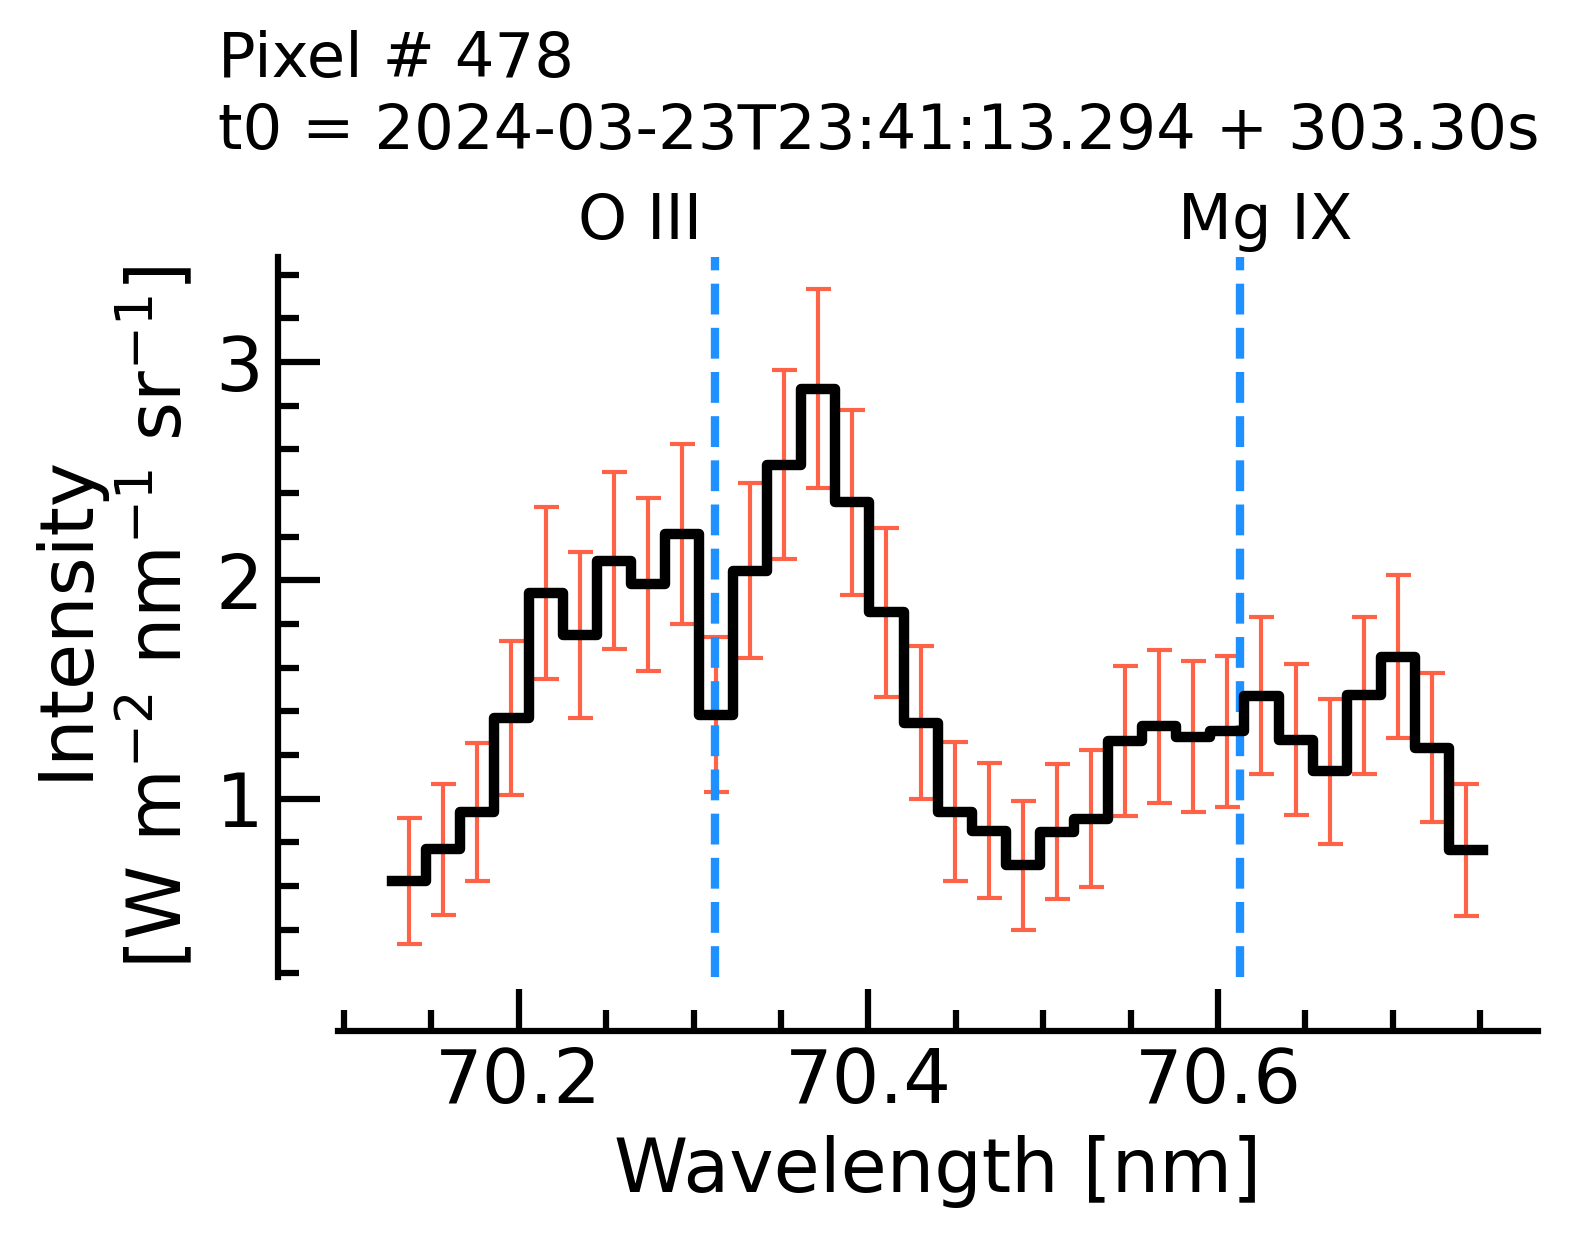 Pixel # 478
t0 = 2024-03-23T23:41:13.294 + 303.30s
O III
Mg IX
Intensity
[W m⁻² nm⁻¹ sr⁻¹]
3
2
1
70.2
70.4
70.6
Wavelength [nm]